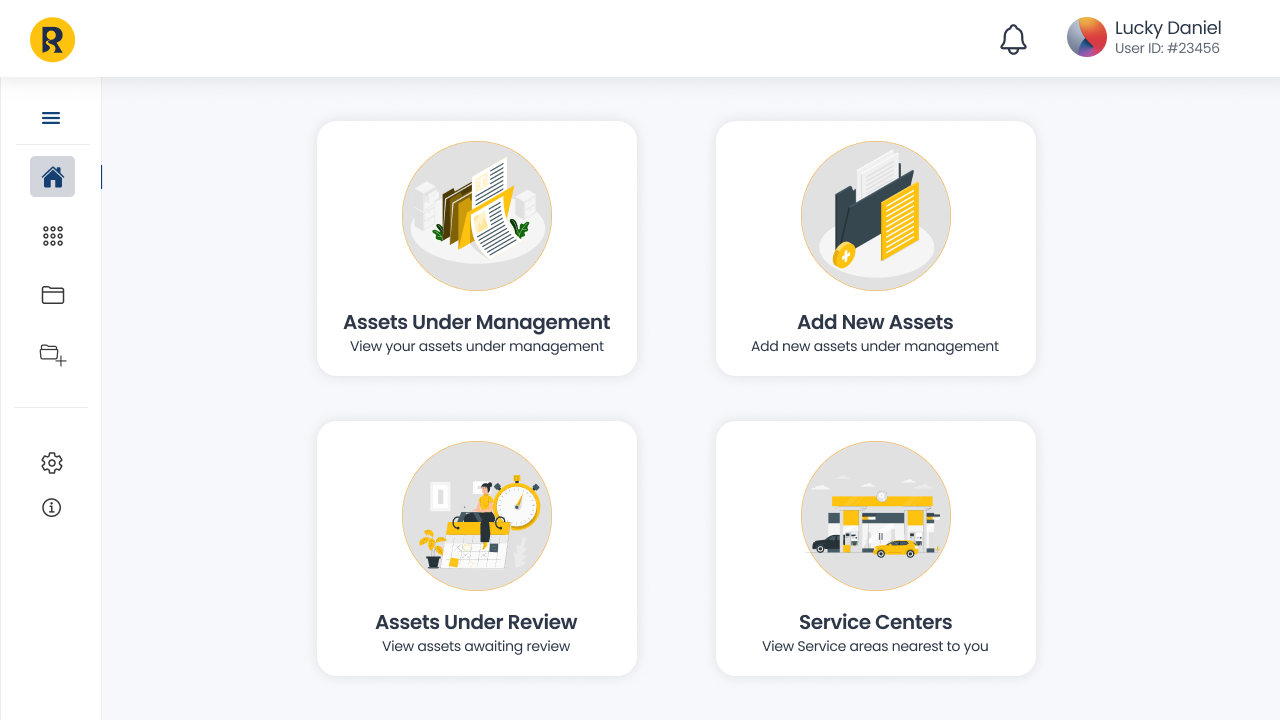 R
Lucky Daniel
User ID: #23456
Assets Under Management
View your assets under management
Add New Assets
Add new assets under management
Assets Under Review
View assets awaiting review
Service Centers
View Service areas nearest to you